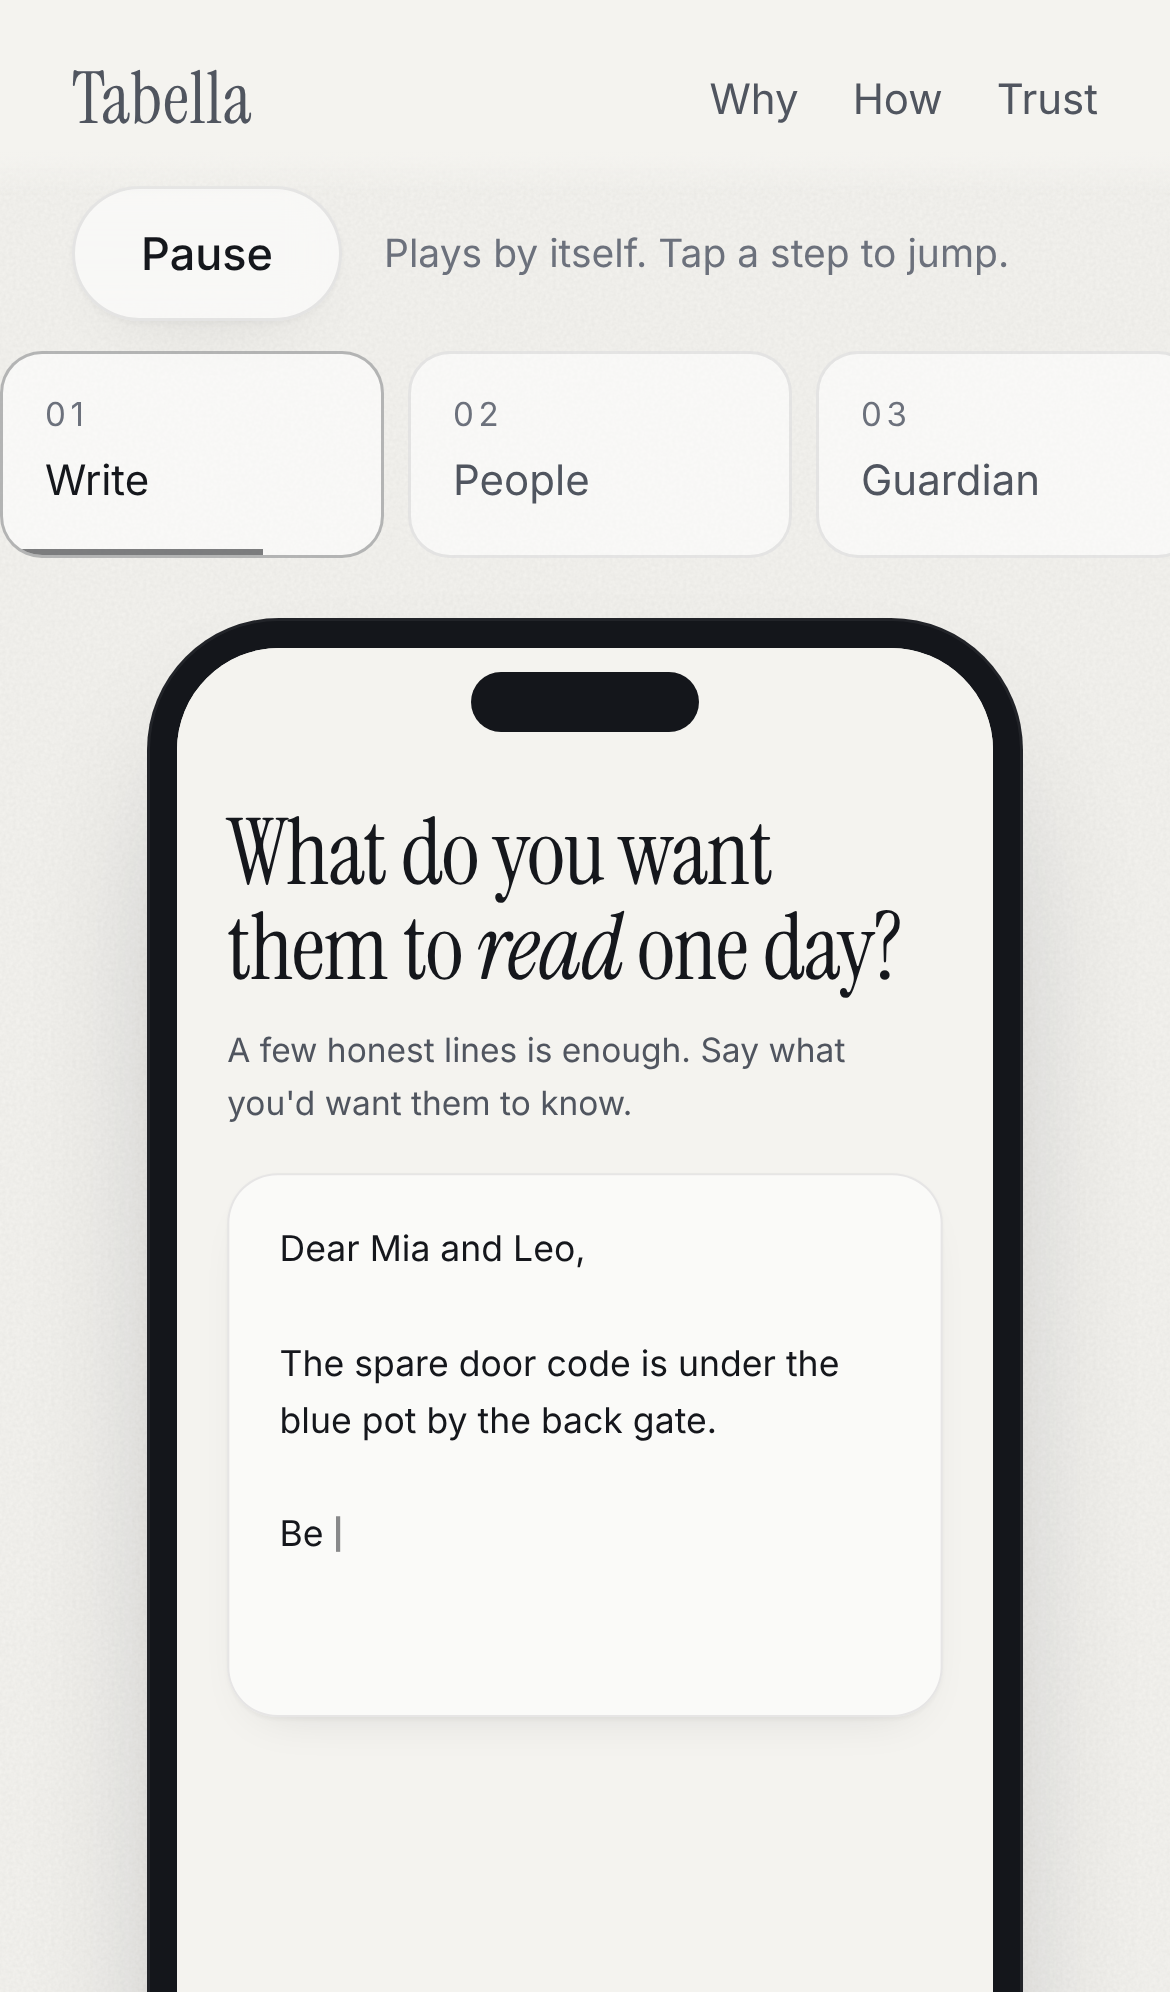 Tabella
Why How Trust
Pause
Plays by itself. Tap a step to jump.
01
Write
02
People
03
Guardian
What do you want
them to read one day?
A few honest lines is enough. Say what
you'd want them to know.
Dear Mia and Leo,
The spare door code is under the
blue pot by the back gate.
Be